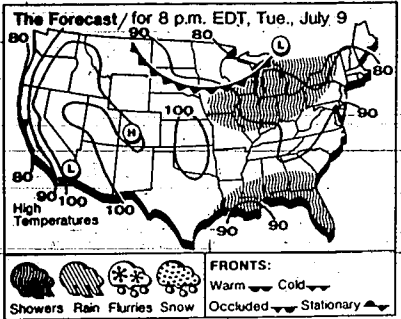 The Forecast / for 8 p.m. EDT, Tue., July 9
80
90
80
L
80
100
H
90
L
80
90
100
100
90
90
High
Temperatures
Showers Rain Flurries Snow
FRONTS:
Warm Cold
Occluded Stationary